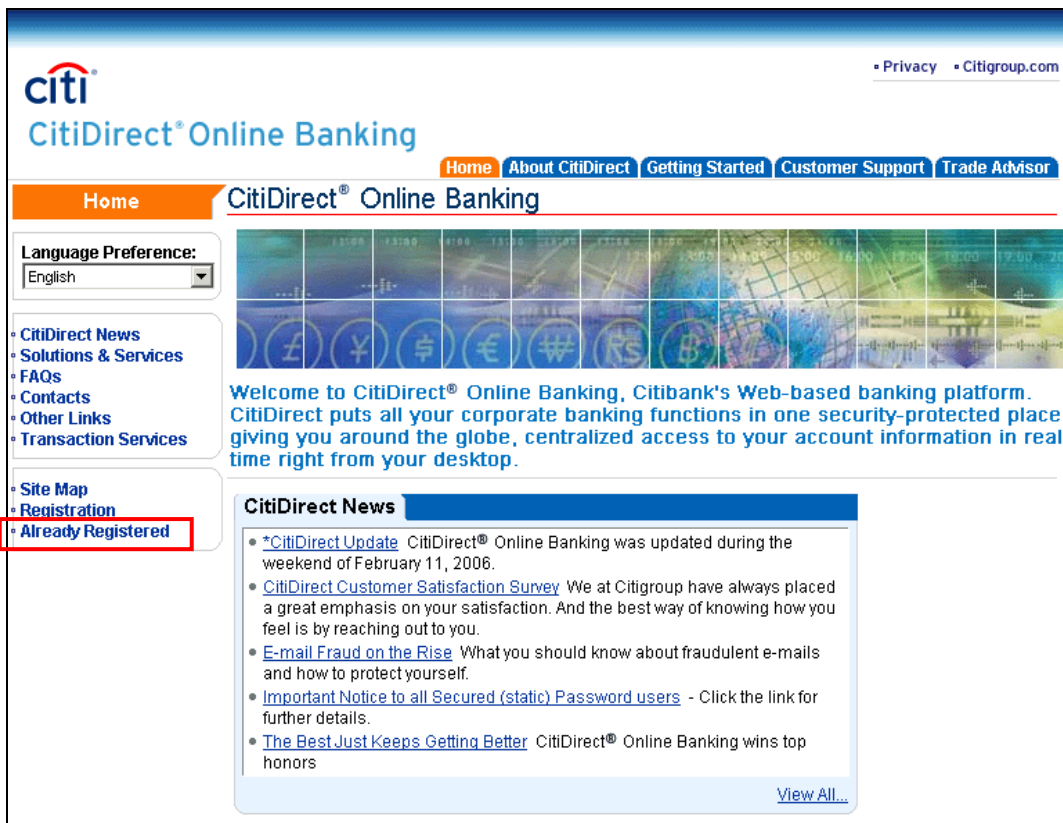 Privacy Citigroup.com
citi
CitiDirect® Online Banking
Home About CitiDirect Getting Started Customer Support Trade Advisor
Home
CitiDirect® Online Banking
Language Preference:
English
CitiDirect News
Solutions & Services
FAQs
Contacts
Other Links
Transaction Services
Site Map
Registration
Already Registered
Welcome to CitiDirect® Online Banking, Citibank's Web-based banking platform.
CitiDirect puts all your corporate banking functions in one security-protected place
giving you around the globe, centralized access to your account information in real
time right from your desktop.
CitiDirect News
*CitiDirect Update CitiDirect® Online Banking was updated during the
weekend of February 11, 2006.
CitiDirect Customer Satisfaction Survey We at Citigroup have always placed
a great emphasis on your satisfaction. And the best way of knowing how you
feel is by reaching out to you.
E-mail Fraud on the Rise What you should know about fraudulent e-mails
and how to protect yourself.
Important Notice to all Secured (static) Password users - Click the link for
further details.
The Best Just Keeps Getting Better CitiDirect® Online Banking wins top
honors
View All...